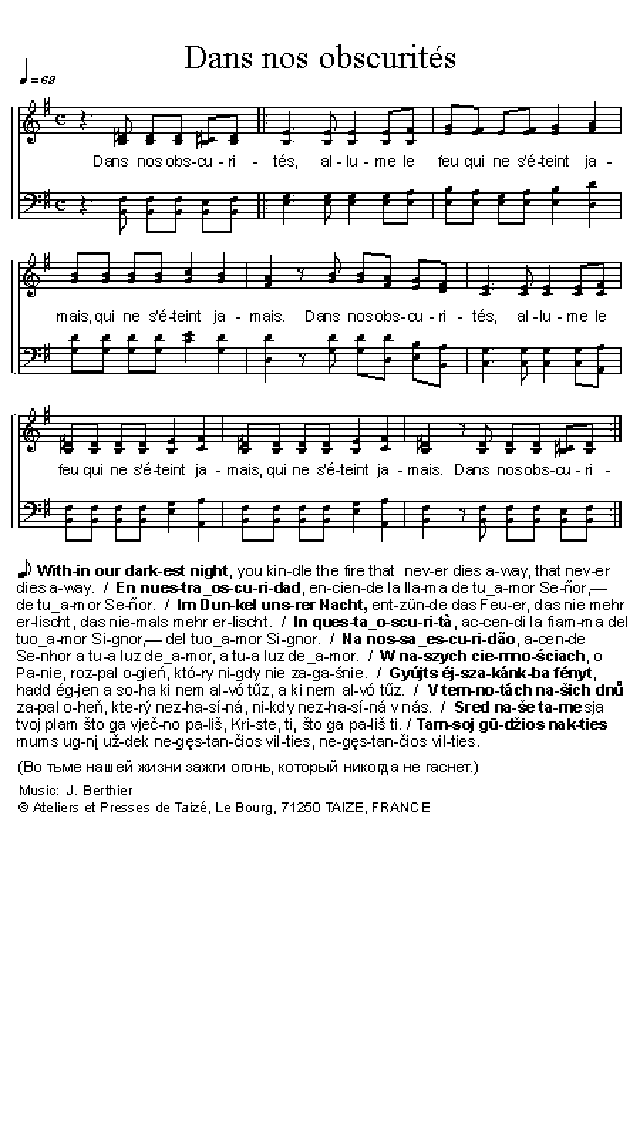 Dans nos obscurités
♩ = 69
Dans nos obs - cu - ri - tés, al - lu - me le feu qui ne s'é-teint ja -
mais, qui ne s'é-teint ja - mais. Dans nos obs - cu - ri - tés, al - lu - me le
feu qui ne s'é-teint ja - mais, qui ne s'é-teint ja - mais. Dans nos obs - cu - ri -
♪ With-in our dark-est night, you kin-dle the fire that nev-er dies a-way, that nev-er
dies a-way. / En nues-tra_os-cu-ri-dad, en-cien-de la lla-ma de tu_a-mor Se-ñor,—
de tu_a-mor Se-ñor. / Im Dun-kel uns-rer Nacht, ent-zün-de das Feu-er, das nie mehr
er-lischt, das nie-mals mehr er-lischt. / In ques-ta_o-scu-ri-tà, ac-cen-di la fiam-ma del
tuo_a-mor Si-gnor,— del tuo_a-mor Si-gnor. / Na nos-sa_es-cu-ri-dão, a-cen-de
Se-nhor a tu-a luz de_a-mor, a tu-a luz de_a-mor. / W na-szych cie-mno-ściach, o
Pa-nie, roz-pal o-gień, któ-ry ni-gdy nie za-ga-śnie. / Gyújts éj-sza-kánk-ba fényt,
hadd ég-jen a so-ha ki nem al-vó tűz, a ki nem al-vó tűz. / V tem-no-tách na-šich dnů
za-pal o-heň, kte-rý nez-ha-sí-ná, ni-kdy nez-ha-sí-ná v nás. / Sred na-še ta-me sja
tvoj plam što ga vječ-no pa-liš, Kri-ste, ti, što ga pa-liš ti. / Tam-soj gū-džios nak-ties
mums ug-nį už-dek ne-gęs-tan-čios vil-ties, ne-gęs-tan-čios vil-ties.
(Во тьме нашей жизни зажги огонь, который никогда не гаснет.)
Music: J. Berthier
© Ateliers et Presses de Taizé, Le Bourg, 71250 TAIZE, FRANCE